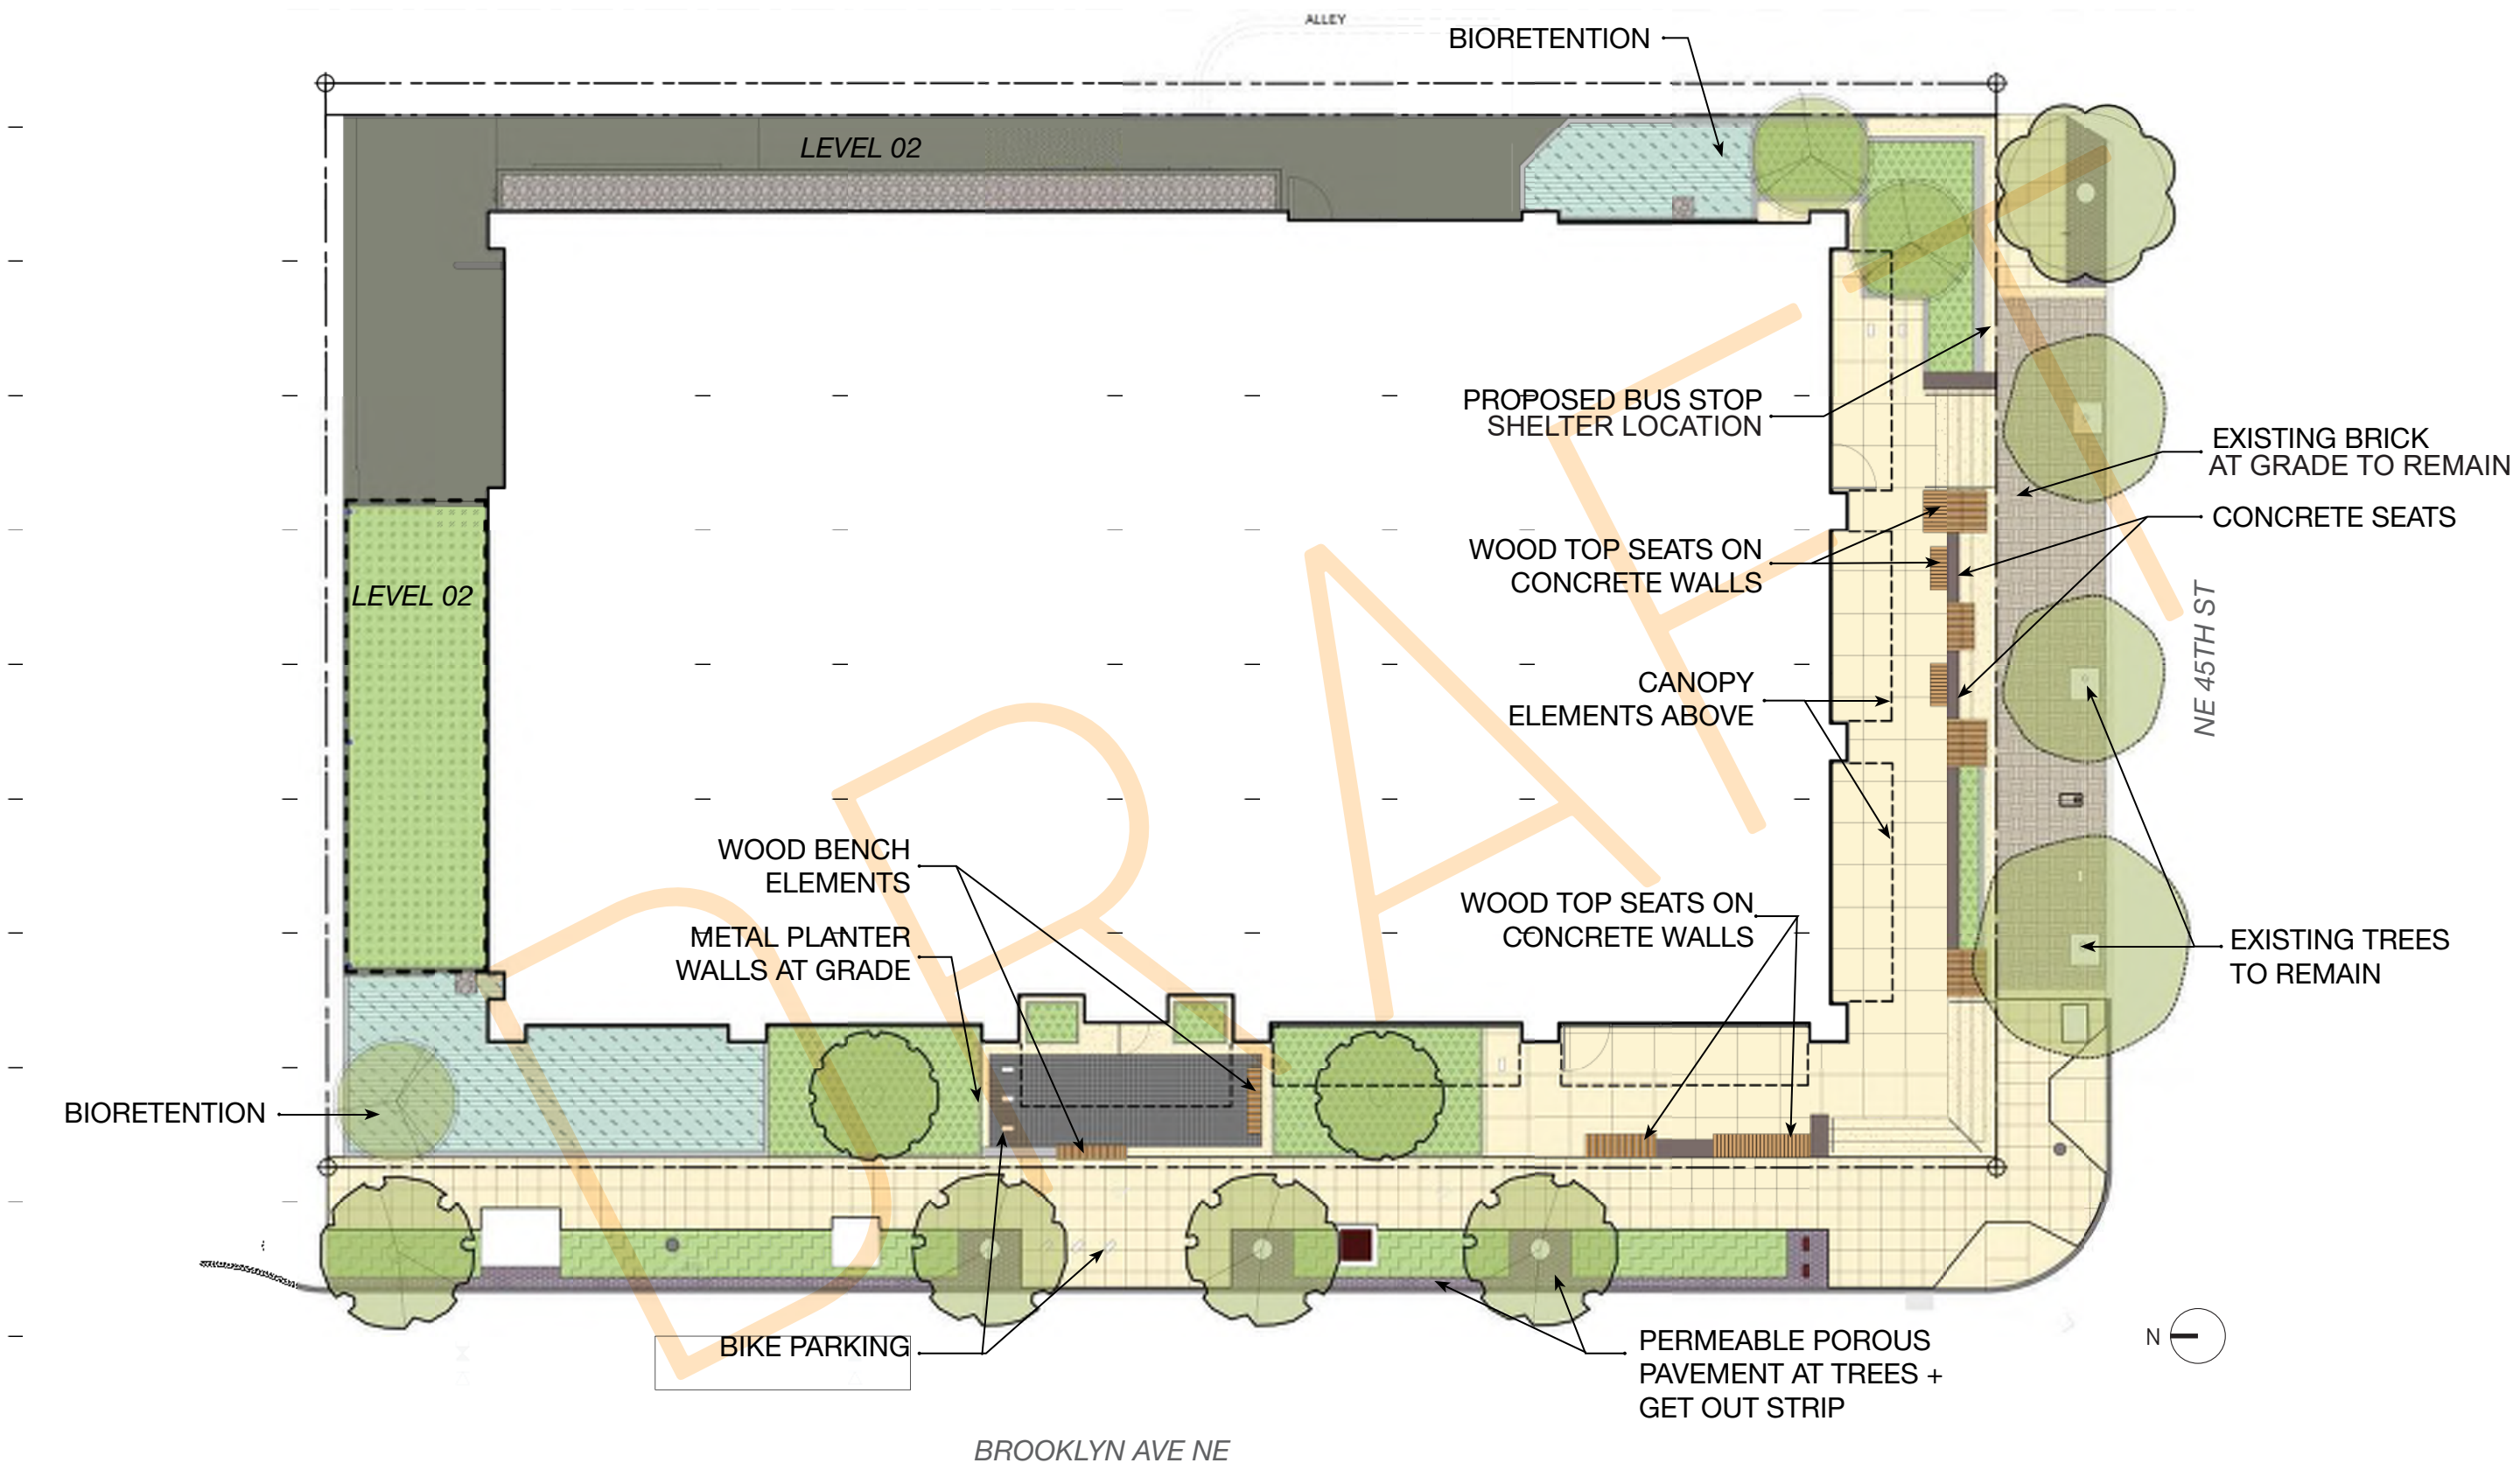 ALLEY
BIORETENTION
LEVEL 02
PROPOSED BUS STOP
SHELTER LOCATION
EXISTING BRICK
AT GRADE TO REMAIN
CONCRETE SEATS
WOOD TOP SEATS ON
CONCRETE WALLS
LEVEL 02
NE 45TH ST
CANOPY
ELEMENTS ABOVE
WOOD BENCH
ELEMENTS
WOOD TOP SEATS ON
CONCRETE WALLS
METAL PLANTER
WALLS AT GRADE
EXISTING TREES
TO REMAIN
DRAFT
BIORETENTION
BIKE PARKING
PERMEABLE POROUS
PAVEMENT AT TREES +
GET OUT STRIP
N
BROOKLYN AVE NE